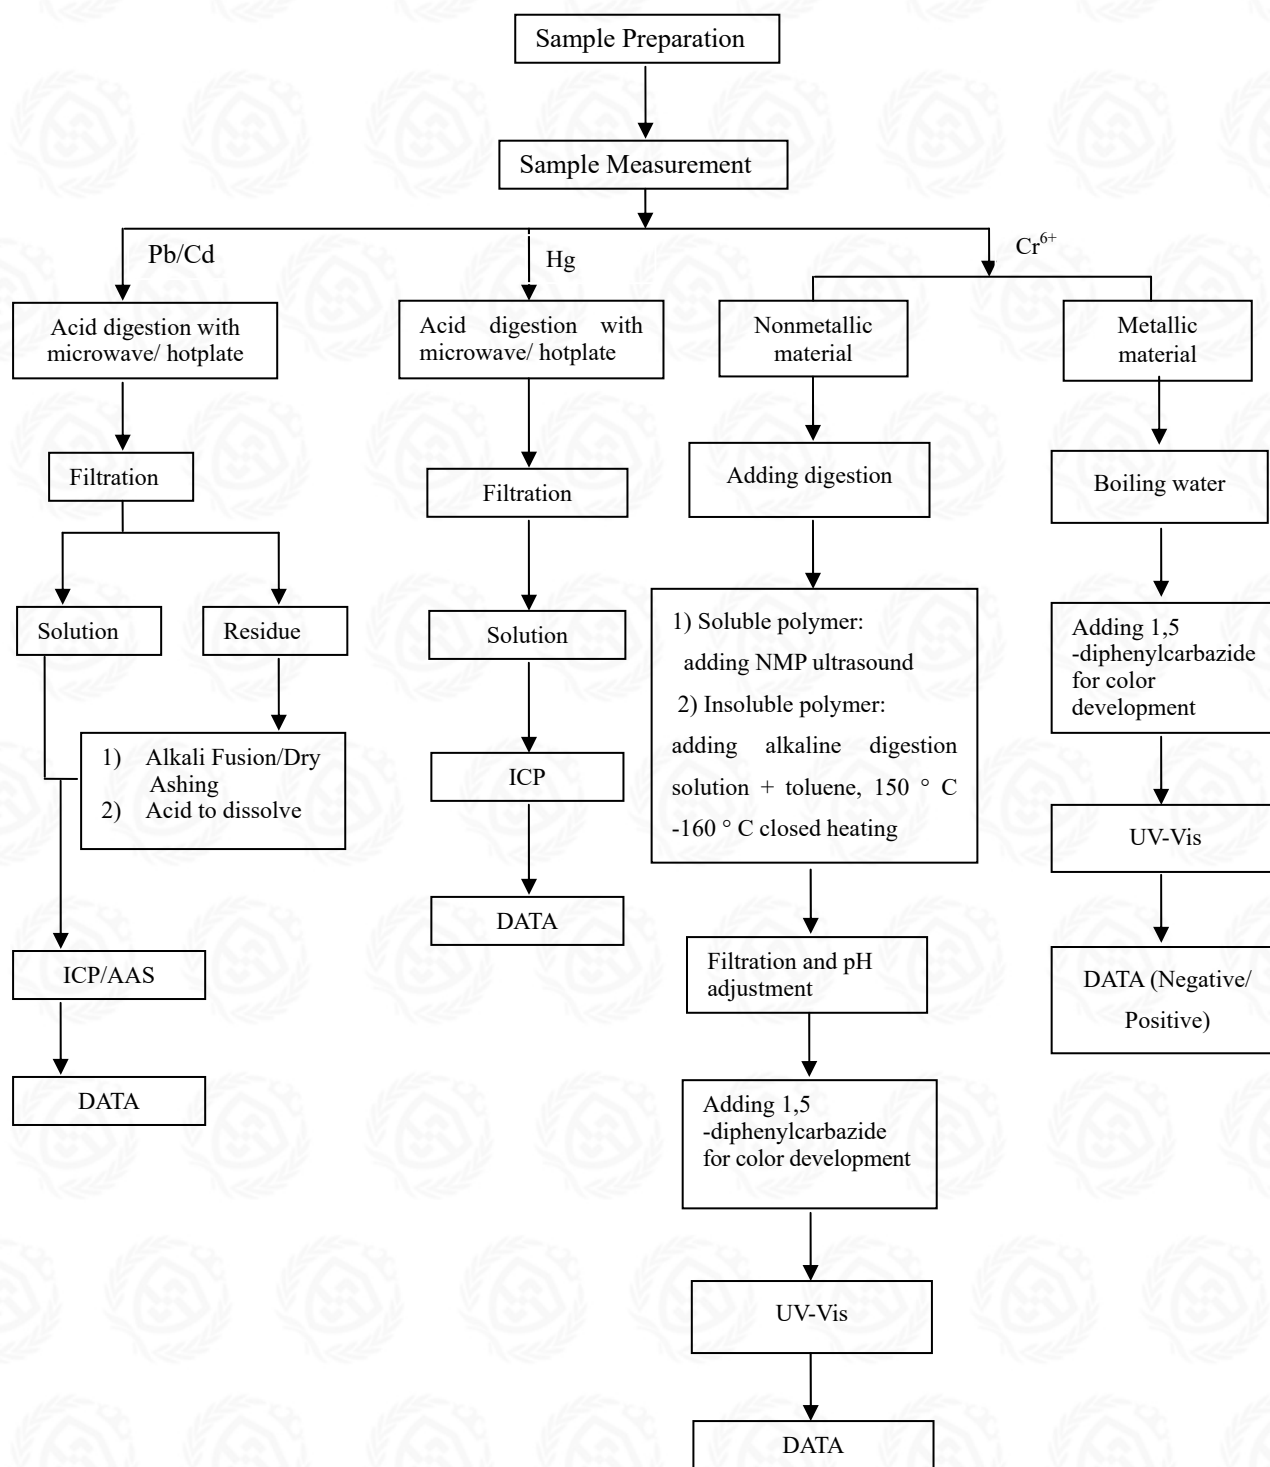 Sample Preparation
Sample Measurement
Pb/Cd
Hg
Cr⁶⁺
Acid digestion with
microwave/ hotplate
Filtration
Solution
Residue
1) Alkali Fusion/Dry
Ashing
2) Acid to dissolve
ICP/AAS
DATA
Acid digestion with
microwave/ hotplate
Filtration
Solution
ICP
DATA
Nonmetallic
material
Adding digestion
1) Soluble polymer:
adding NMP ultrasound
2) Insoluble polymer:
adding alkaline digestion
solution + toluene, 150 ° C
-160 ° C closed heating
Filtration and pH
adjustment
Adding 1,5
-diphenylcarbazide
for color development
UV-Vis
DATA
Metallic
material
Boiling water
Adding 1,5
-diphenylcarbazide
for color
development
UV-Vis
DATA (Negative/
Positive)